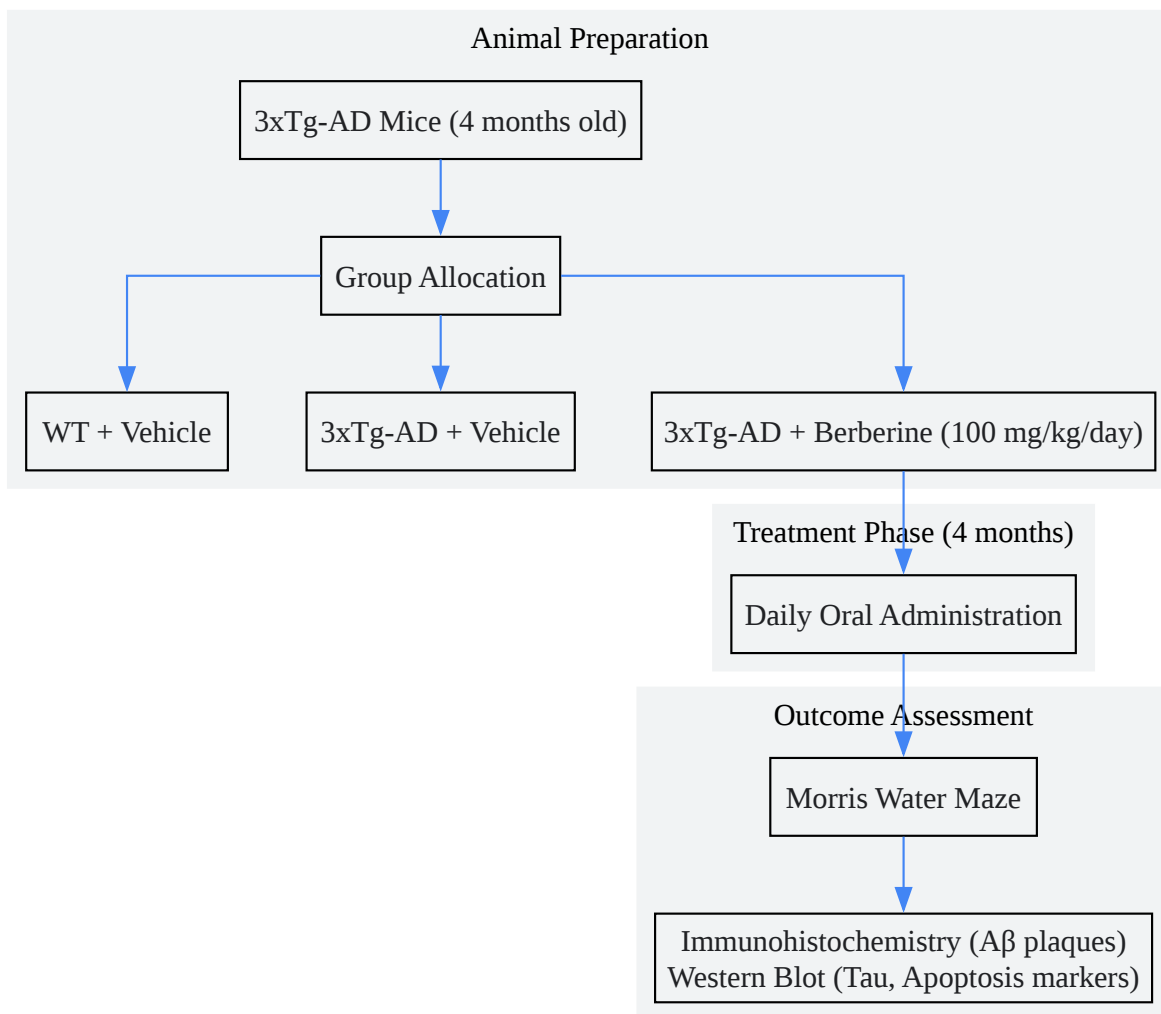 Animal Preparation
3xTg-AD Mice (4 months old)
Group Allocation
WT + Vehicle
3xTg-AD + Vehicle
3xTg-AD + Berberine (100 mg/kg/day)
Treatment Phase (4 months)
Daily Oral Administration
Outcome Assessment
Morris Water Maze
Immunohistochemistry (Aβ plaques)
Western Blot (Tau, Apoptosis markers)